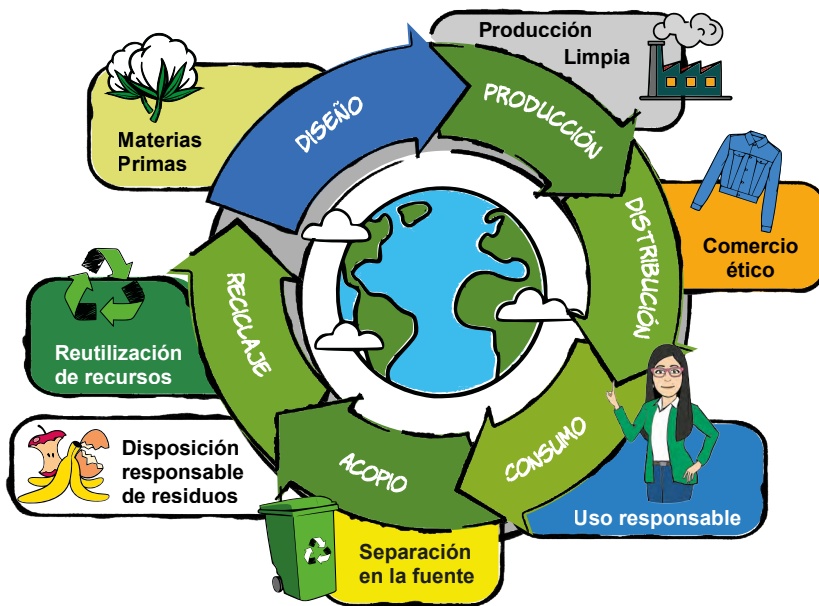 Producción
Limpia
Materias
Primas
DISEÑO
PRODUCCIÓN
DISTRIBUCIÓN
Comercio
ético
CONSUMO
Uso responsable
ACOPIO
Separación
en la fuente
Disposición
responsable
de residuos
RECICLAJE
Reutilización
de recursos